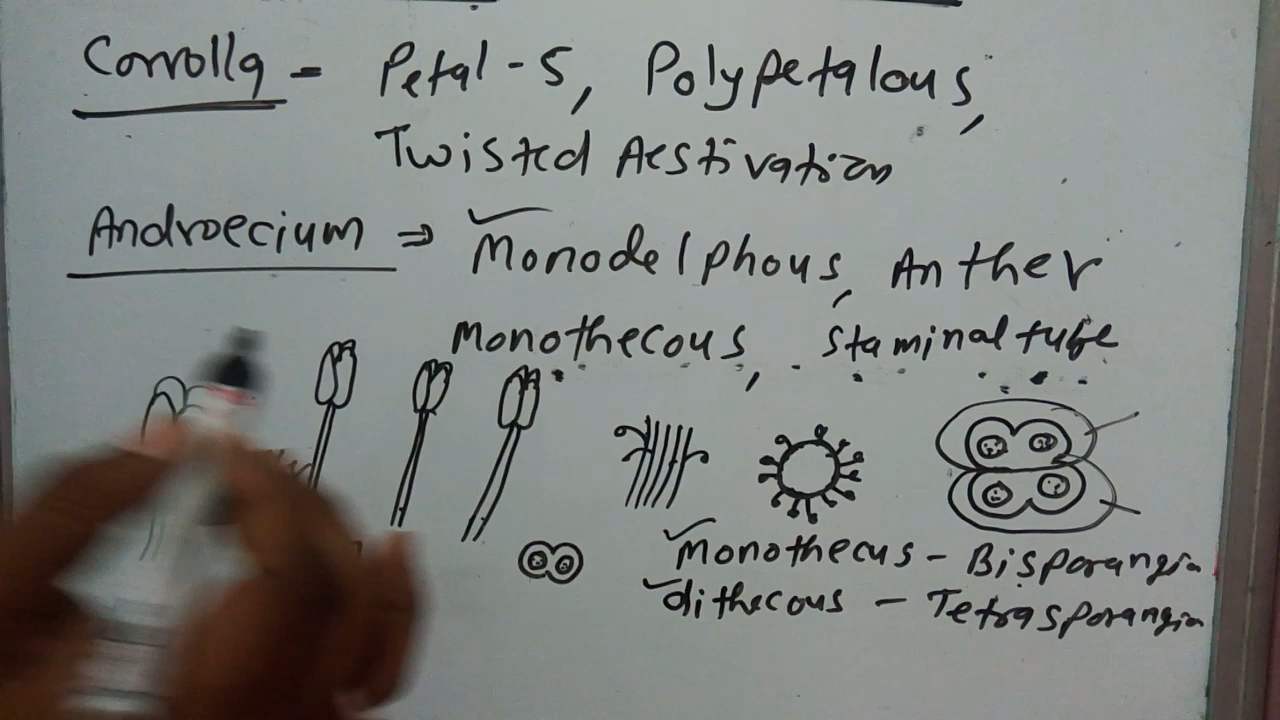 Corrolla = Petal - 5, Polypetalous,
Twisted Aestivation
Androecium ⇒ Monodelphous, Anther
Monothecous, Staminal tube
Monothecus - Bisporangia
dithecous - Tetrasporangia